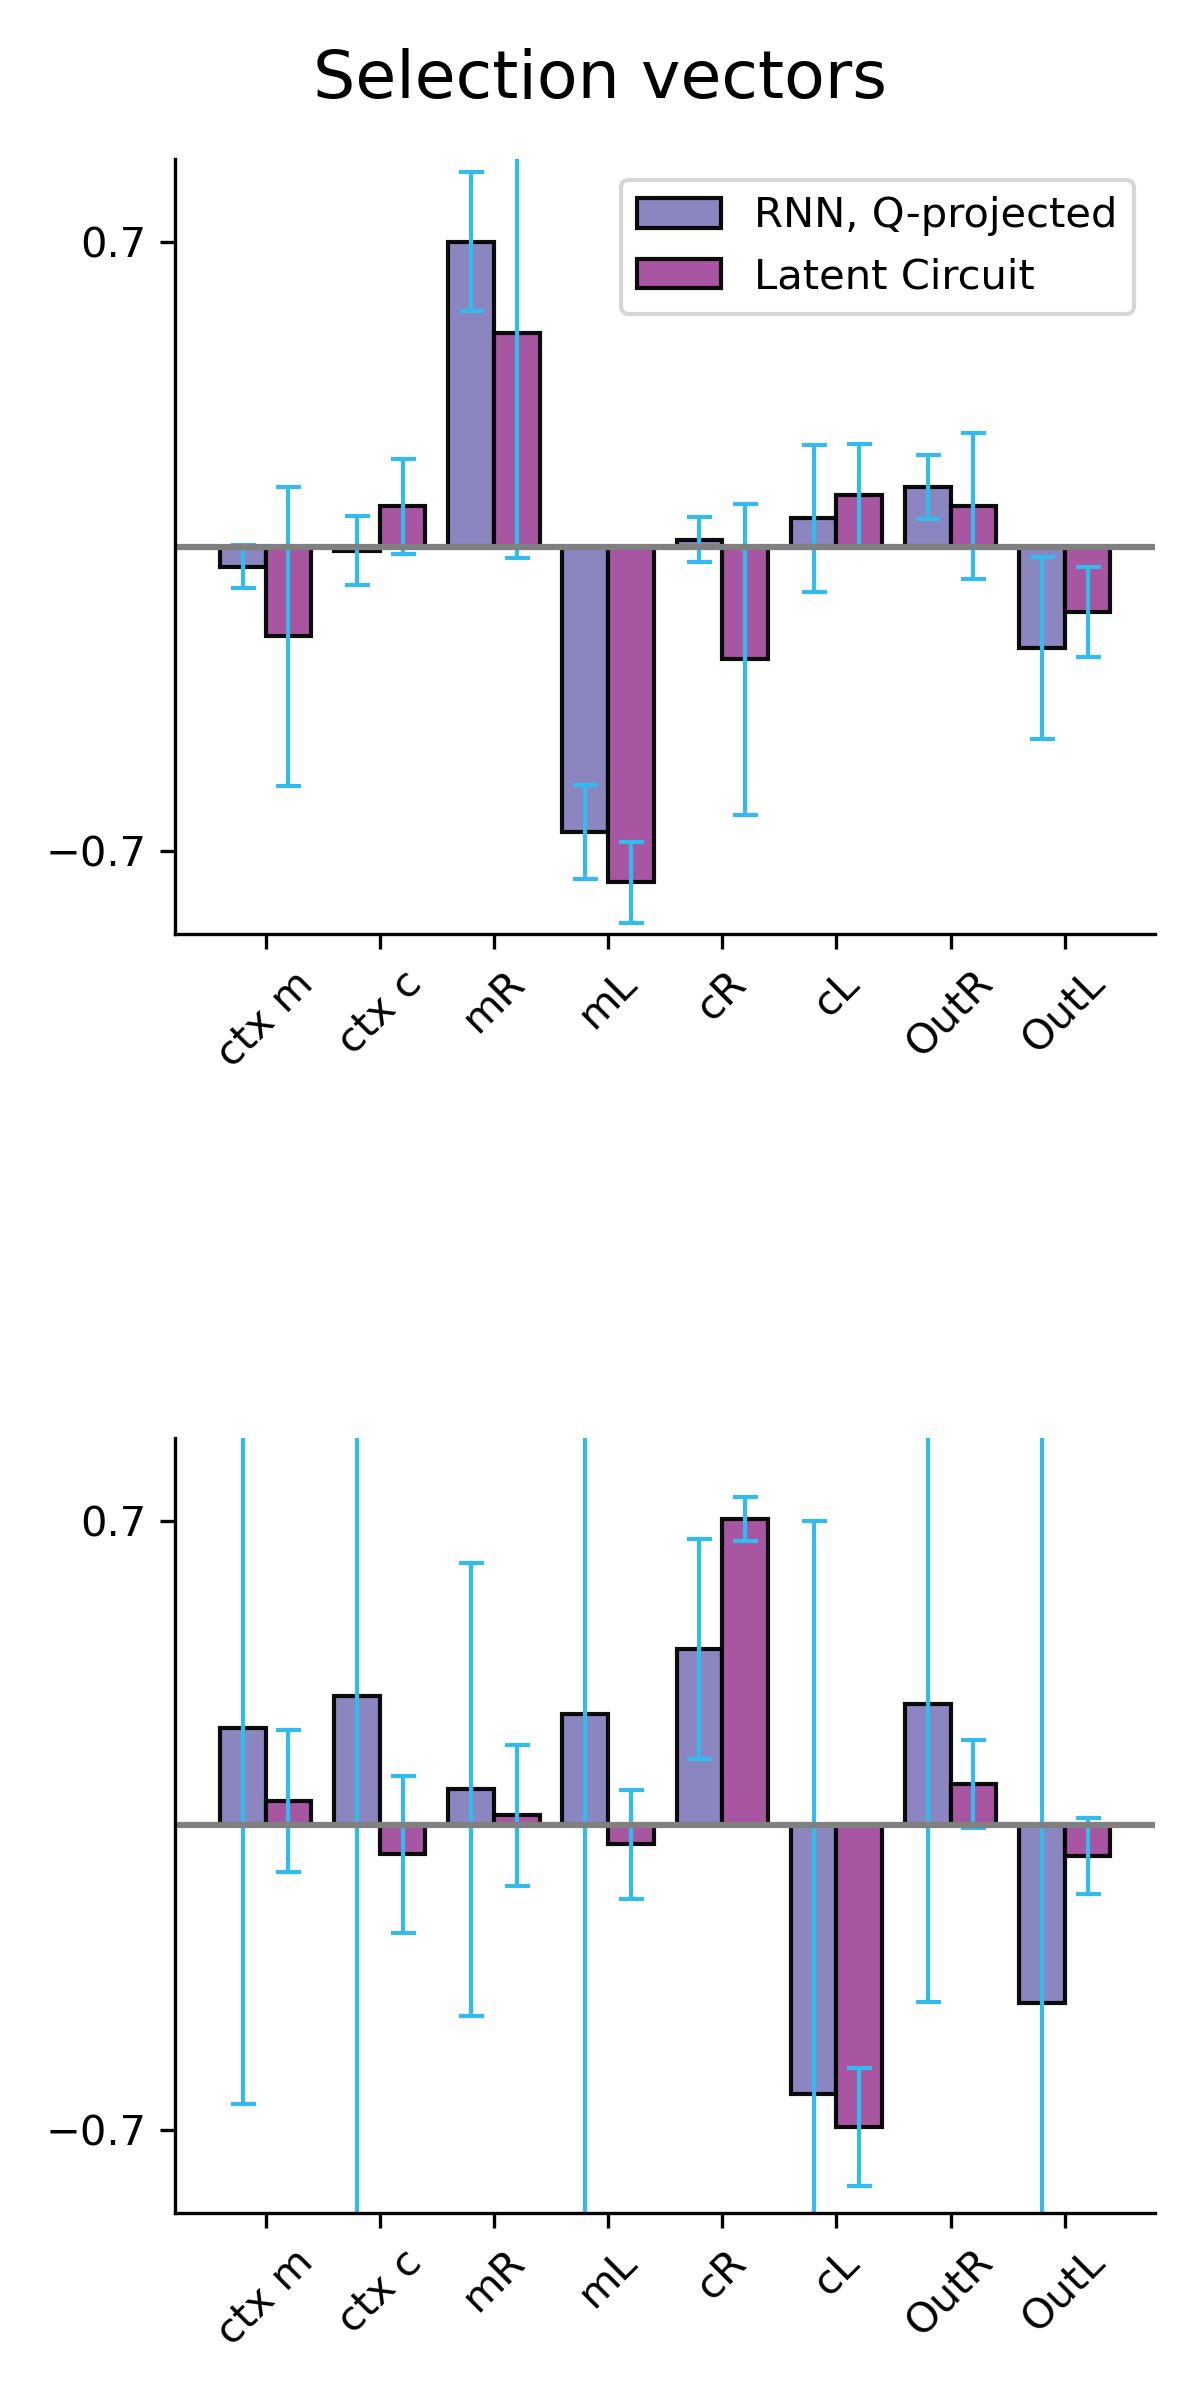 Selection vectors
RNN, Q-projected
Latent Circuit
0.7
−0.7
ctx m
ctx c
mR
mL
cR
cL
OutR
OutL
0.7
−0.7
ctx m
ctx c
mR
mL
cR
cL
OutR
OutL